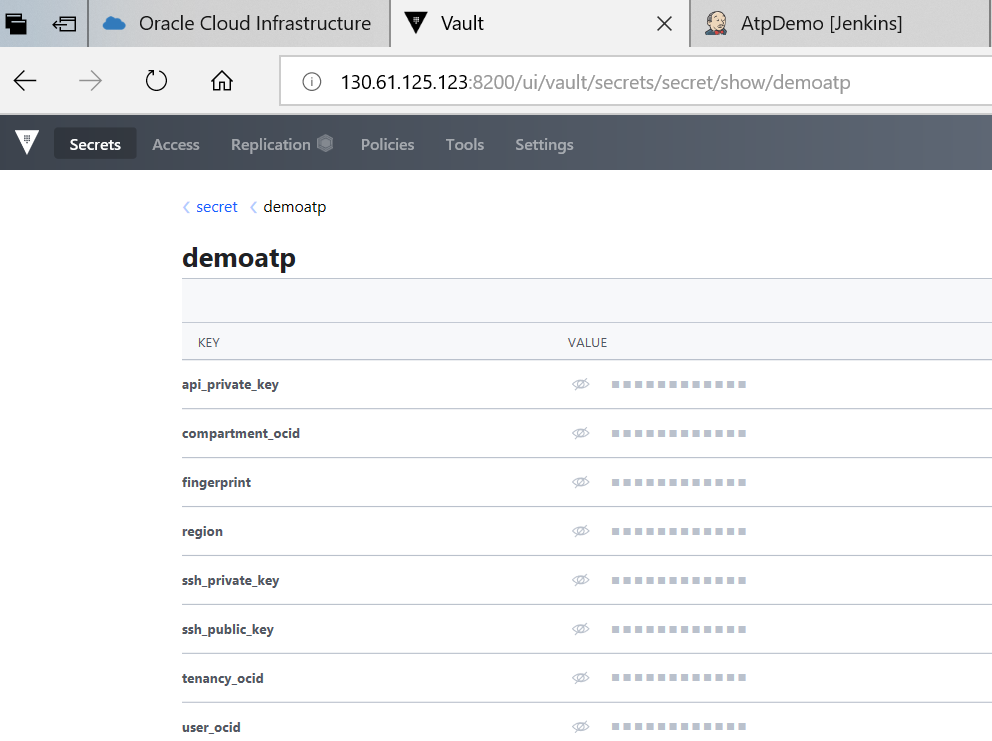 Oracle Cloud Infrastructure
Vault
AtpDemo [Jenkins]
130.61.125.123:8200/ui/vault/secrets/secret/show/demoatp
Secrets Access Replication Policies Tools Settings
secret demoatp
demoatp
KEY VALUE
api_private_key
compartment_ocid
fingerprint
region
ssh_private_key
ssh_public_key
tenancy_ocid
user_ocid